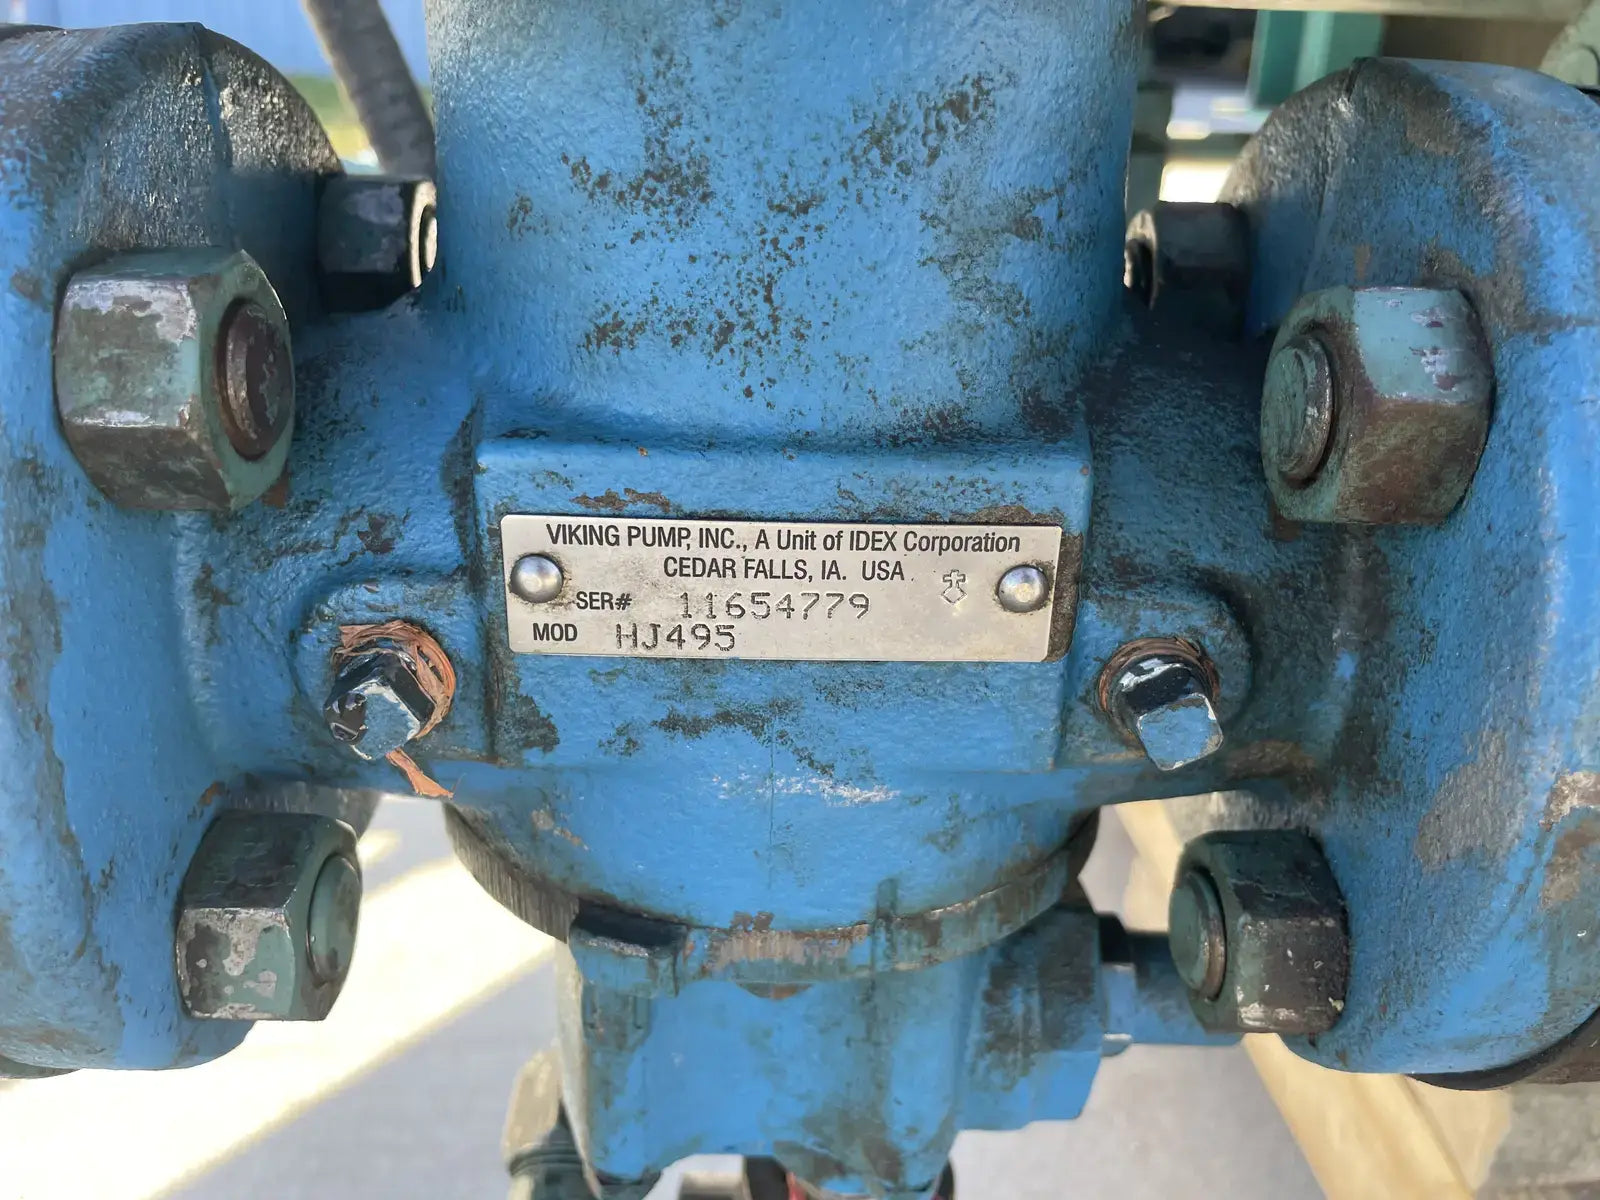 VIKING PUMP, INC., A Unit of IDEX Corporation
CEDAR FALLS, IA. USA
SER# 11654779
MOD HJ495